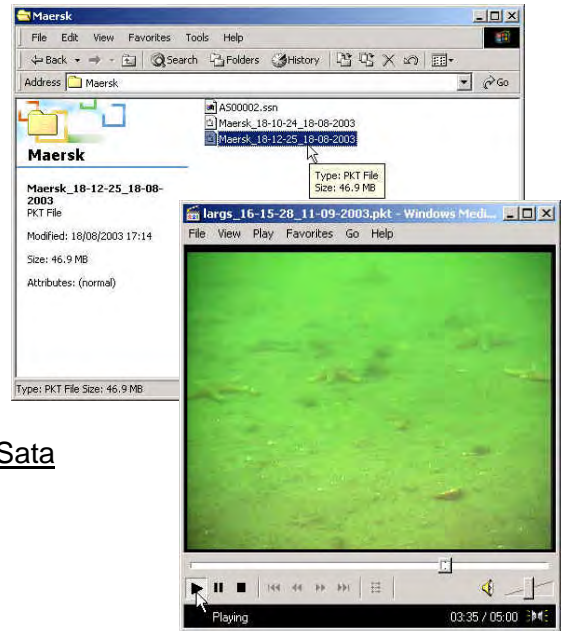 Maersk
File Edit View Favorites Tools Help
Back Search Folders History
Address Maersk Go
AS00002.ssn
Maersk_18-10-24_18-08-2003
Maersk_18-12-25_18-08-2003
Type: PKT File
Size: 46.9 MB
Maersk
Maersk_18-12-25_18-08-
2003
PKT File
Modified: 18/08/2003 17:14
Size: 46.9 MB
Attributes: (normal)
Type: PKT File Size: 46.9 MB
largs_16-15-28_11-09-2003.pkt - Windows Medi...
File View Play Favorites Go Help
Playing 03:35 / 05:00
Sata